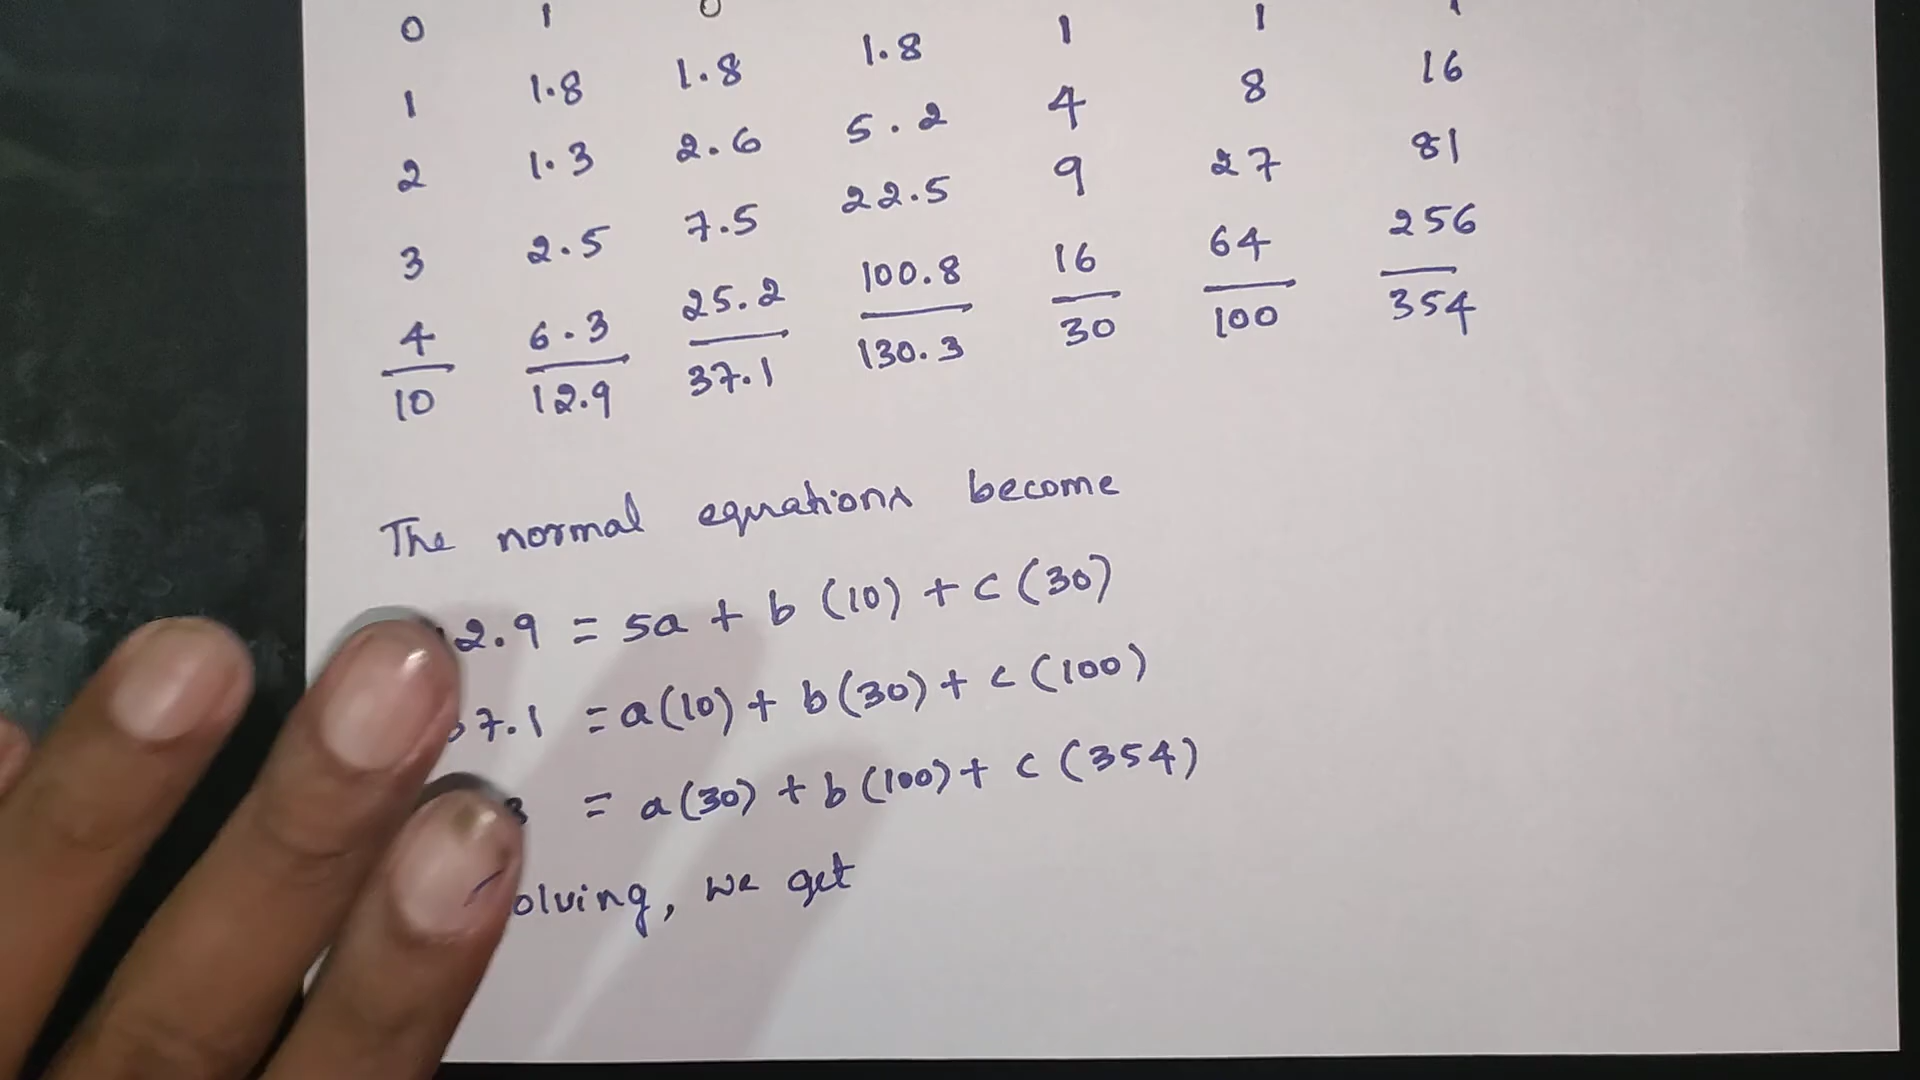 0 1 0 1 1
1 1.8 1.8 1.8 1 8 16
2 1.3 2.6 5.2 4 27 81
3 2.5 7.5 22.5 9 64 256
4 6.3 25.2 100.8 16 100 354
10 12.9 37.1 130.3 30
The normal equations become
2.9 = 5a + b (10) + c (30)
7.1 = a(10) + b(30) + c (100)
= a(30) + b(100) + c (354)
olving, we get